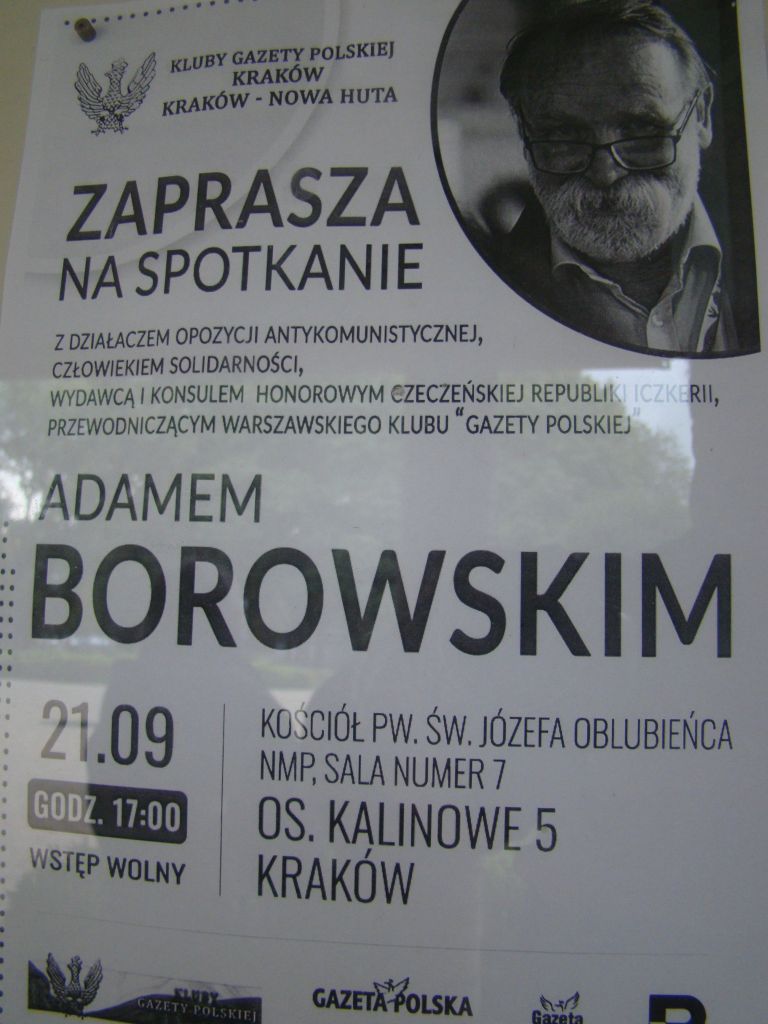 KLUBY GAZETY POLSKIEJ
KRAKÓW
KRAKÓW - NOWA HUTA
ZAPRASZA
NA SPOTKANIE
Z DZIAŁACZEM OPOZYCJI ANTYKOMUNISTYCZNEJ,
CZŁOWIEKIEM SOLIDARNOŚCI,
WYDAWCĄ I KONSULEM HONOROWYM CZECZEŃSKIEJ REPUBLIKI ICZKERII,
PRZEWODNICZĄCYM WARSZAWSKIEGO KLUBU "GAZETY POLSKIEJ"
ADAMEM
BOROWSKIM
21.09
GODZ. 17:00
WSTĘP WOLNY
KOŚCIÓŁ PW. ŚW. JÓZEFA OBLUBIEŃCA
NMP, SALA NUMER 7
OS. KALINOWE 5
KRAKÓW
KLUBY
GAZETY POLSKIEJ
GAZETA POLSKA
Gazeta